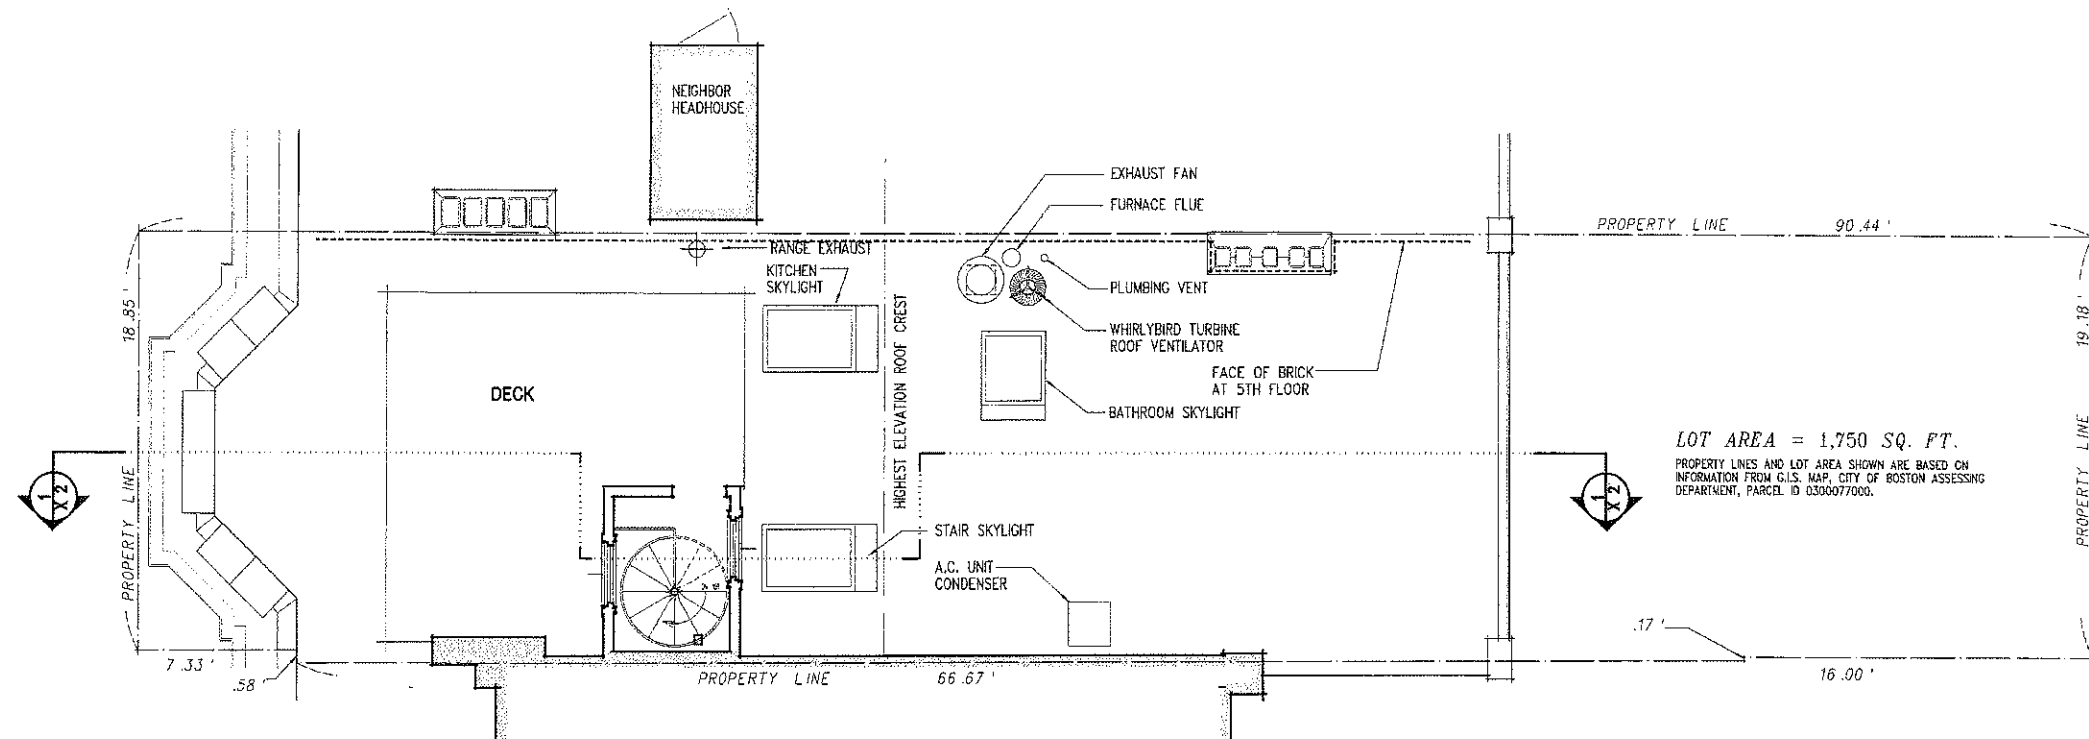 NEIGHBOR
HEADHOUSE
EXHAUST FAN
FURNACE FLUE
PROPERTY LINE 90.44 '
RANGE EXHAUST
KITCHEN
SKYLIGHT
PLUMBING VENT
18.85 '
19.18 '
WHIRLYBIRD TURBINE
ROOF VENTILATOR
HIGHEST ELEVATION ROOF CREST
FACE OF BRICK
AT 5TH FLOOR
DECK
BATHROOM SKYLIGHT
LOT AREA = 1,750 SQ. FT.
PROPERTY LINES AND LOT AREA SHOWN ARE BASED ON
INFORMATION FROM G.I.S. MAP, CITY OF BOSTON ASSESSING
DEPARTMENT, PARCEL ID 0300077000.
PROPERTY LINE
PROPERTY LINE
1
X 2
1
X 2
STAIR SKYLIGHT
A.C. UNIT
CONDENSER
.17 '
7.33 '
.58 '
PROPERTY LINE 66.67 '
16.00 '